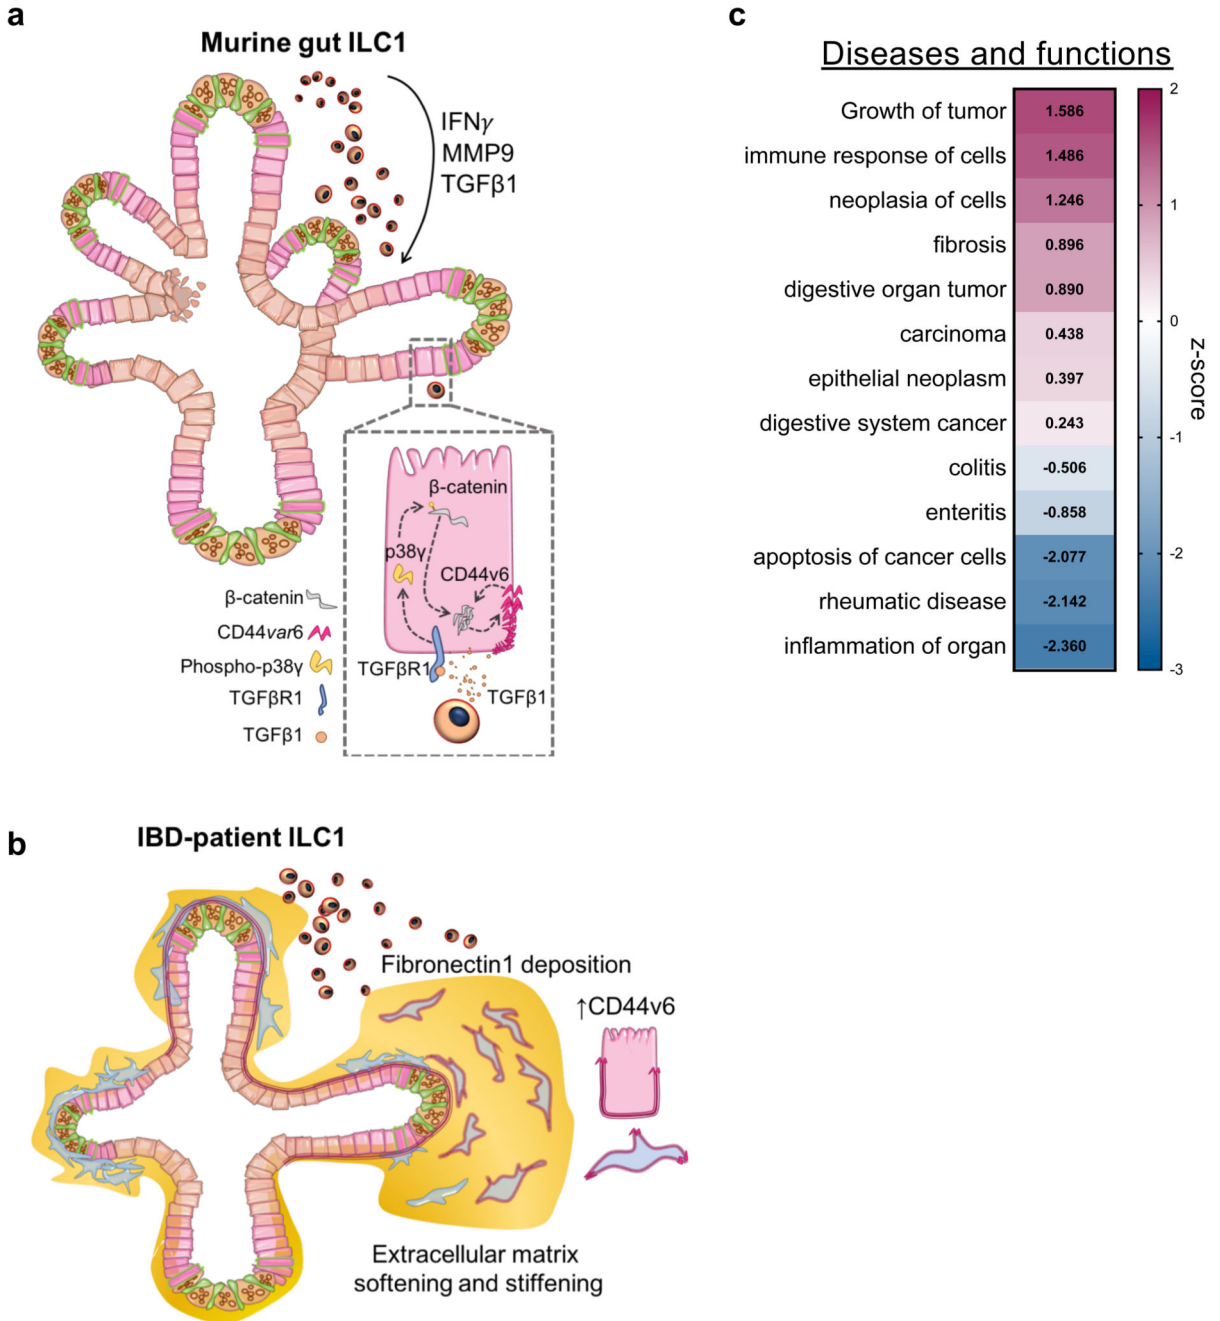 a
Murine gut ILC1
IFNγ
MMP9
TGFβ1
β-catenin
p38γ
CD44v6
TGFβR1
TGFβ1
β-catenin
CD44var6
Phospho-p38γ
TGFβR1
TGFβ1
b
IBD-patient ILC1
Fibronectin1 deposition
↑CD44v6
Extracellular matrix
softening and stiffening
c
Diseases and functions
Growth of tumor 1.586
immune response of cells 1.486
neoplasia of cells 1.246
fibrosis 0.896
digestive organ tumor 0.890
carcinoma 0.438
epithelial neoplasm 0.397
digestive system cancer 0.243
colitis -0.506
enteritis -0.858
apoptosis of cancer cells -2.077
rheumatic disease -2.142
inflammation of organ -2.360
2
1
0
-1
-2
-3
z-score